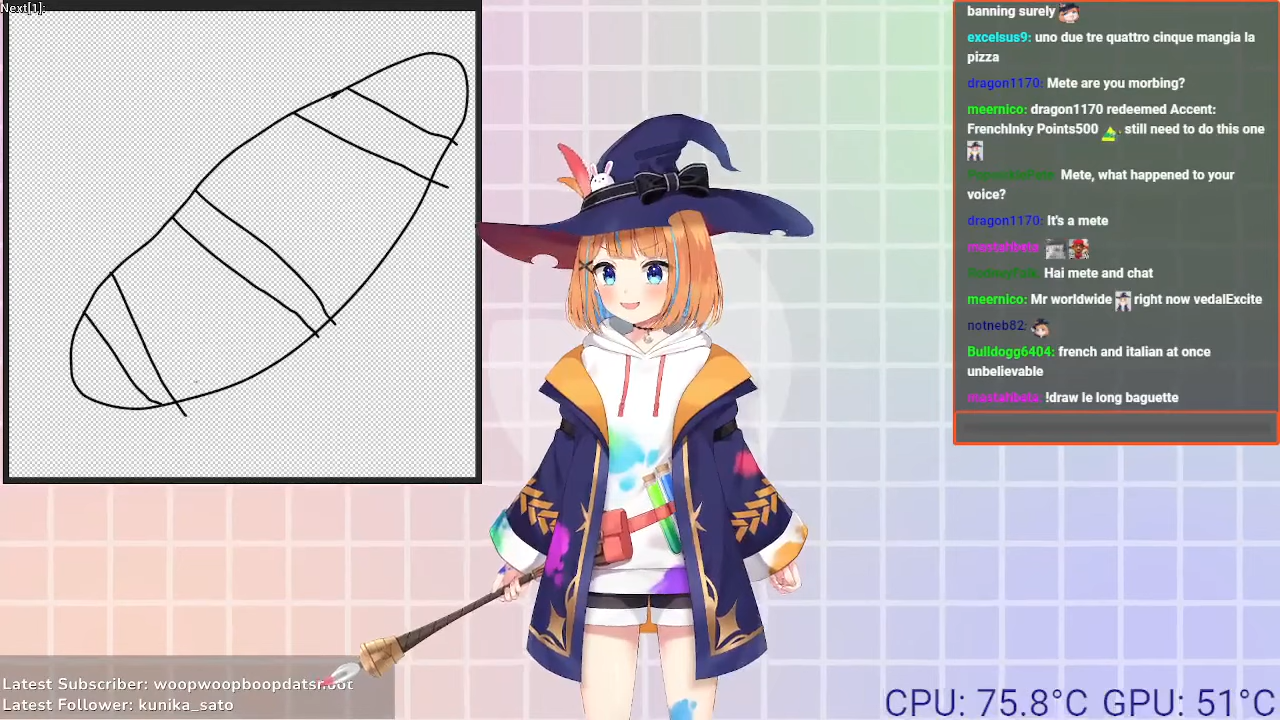 Next[1]:
banning surely
excelsus9: uno due tre quattro cinque mangia la
pizza
dragon1170: Mete are you morbing?
meernico: dragon1170 redeemed Accent:
FrenchInky Points500 still need to do this one
Mete, what happened to your
voice?
dragon1170: It's a mete
Hai mete and chat
meernico: Mr worldwide right now vedalExcite
notneb82:
Bulldogg6404: french and italian at once
unbelievable
!draw le long baguette
Latest Subscriber:
Latest Follower: kunika_sato
CPU: 75.8°C GPU: 51°C